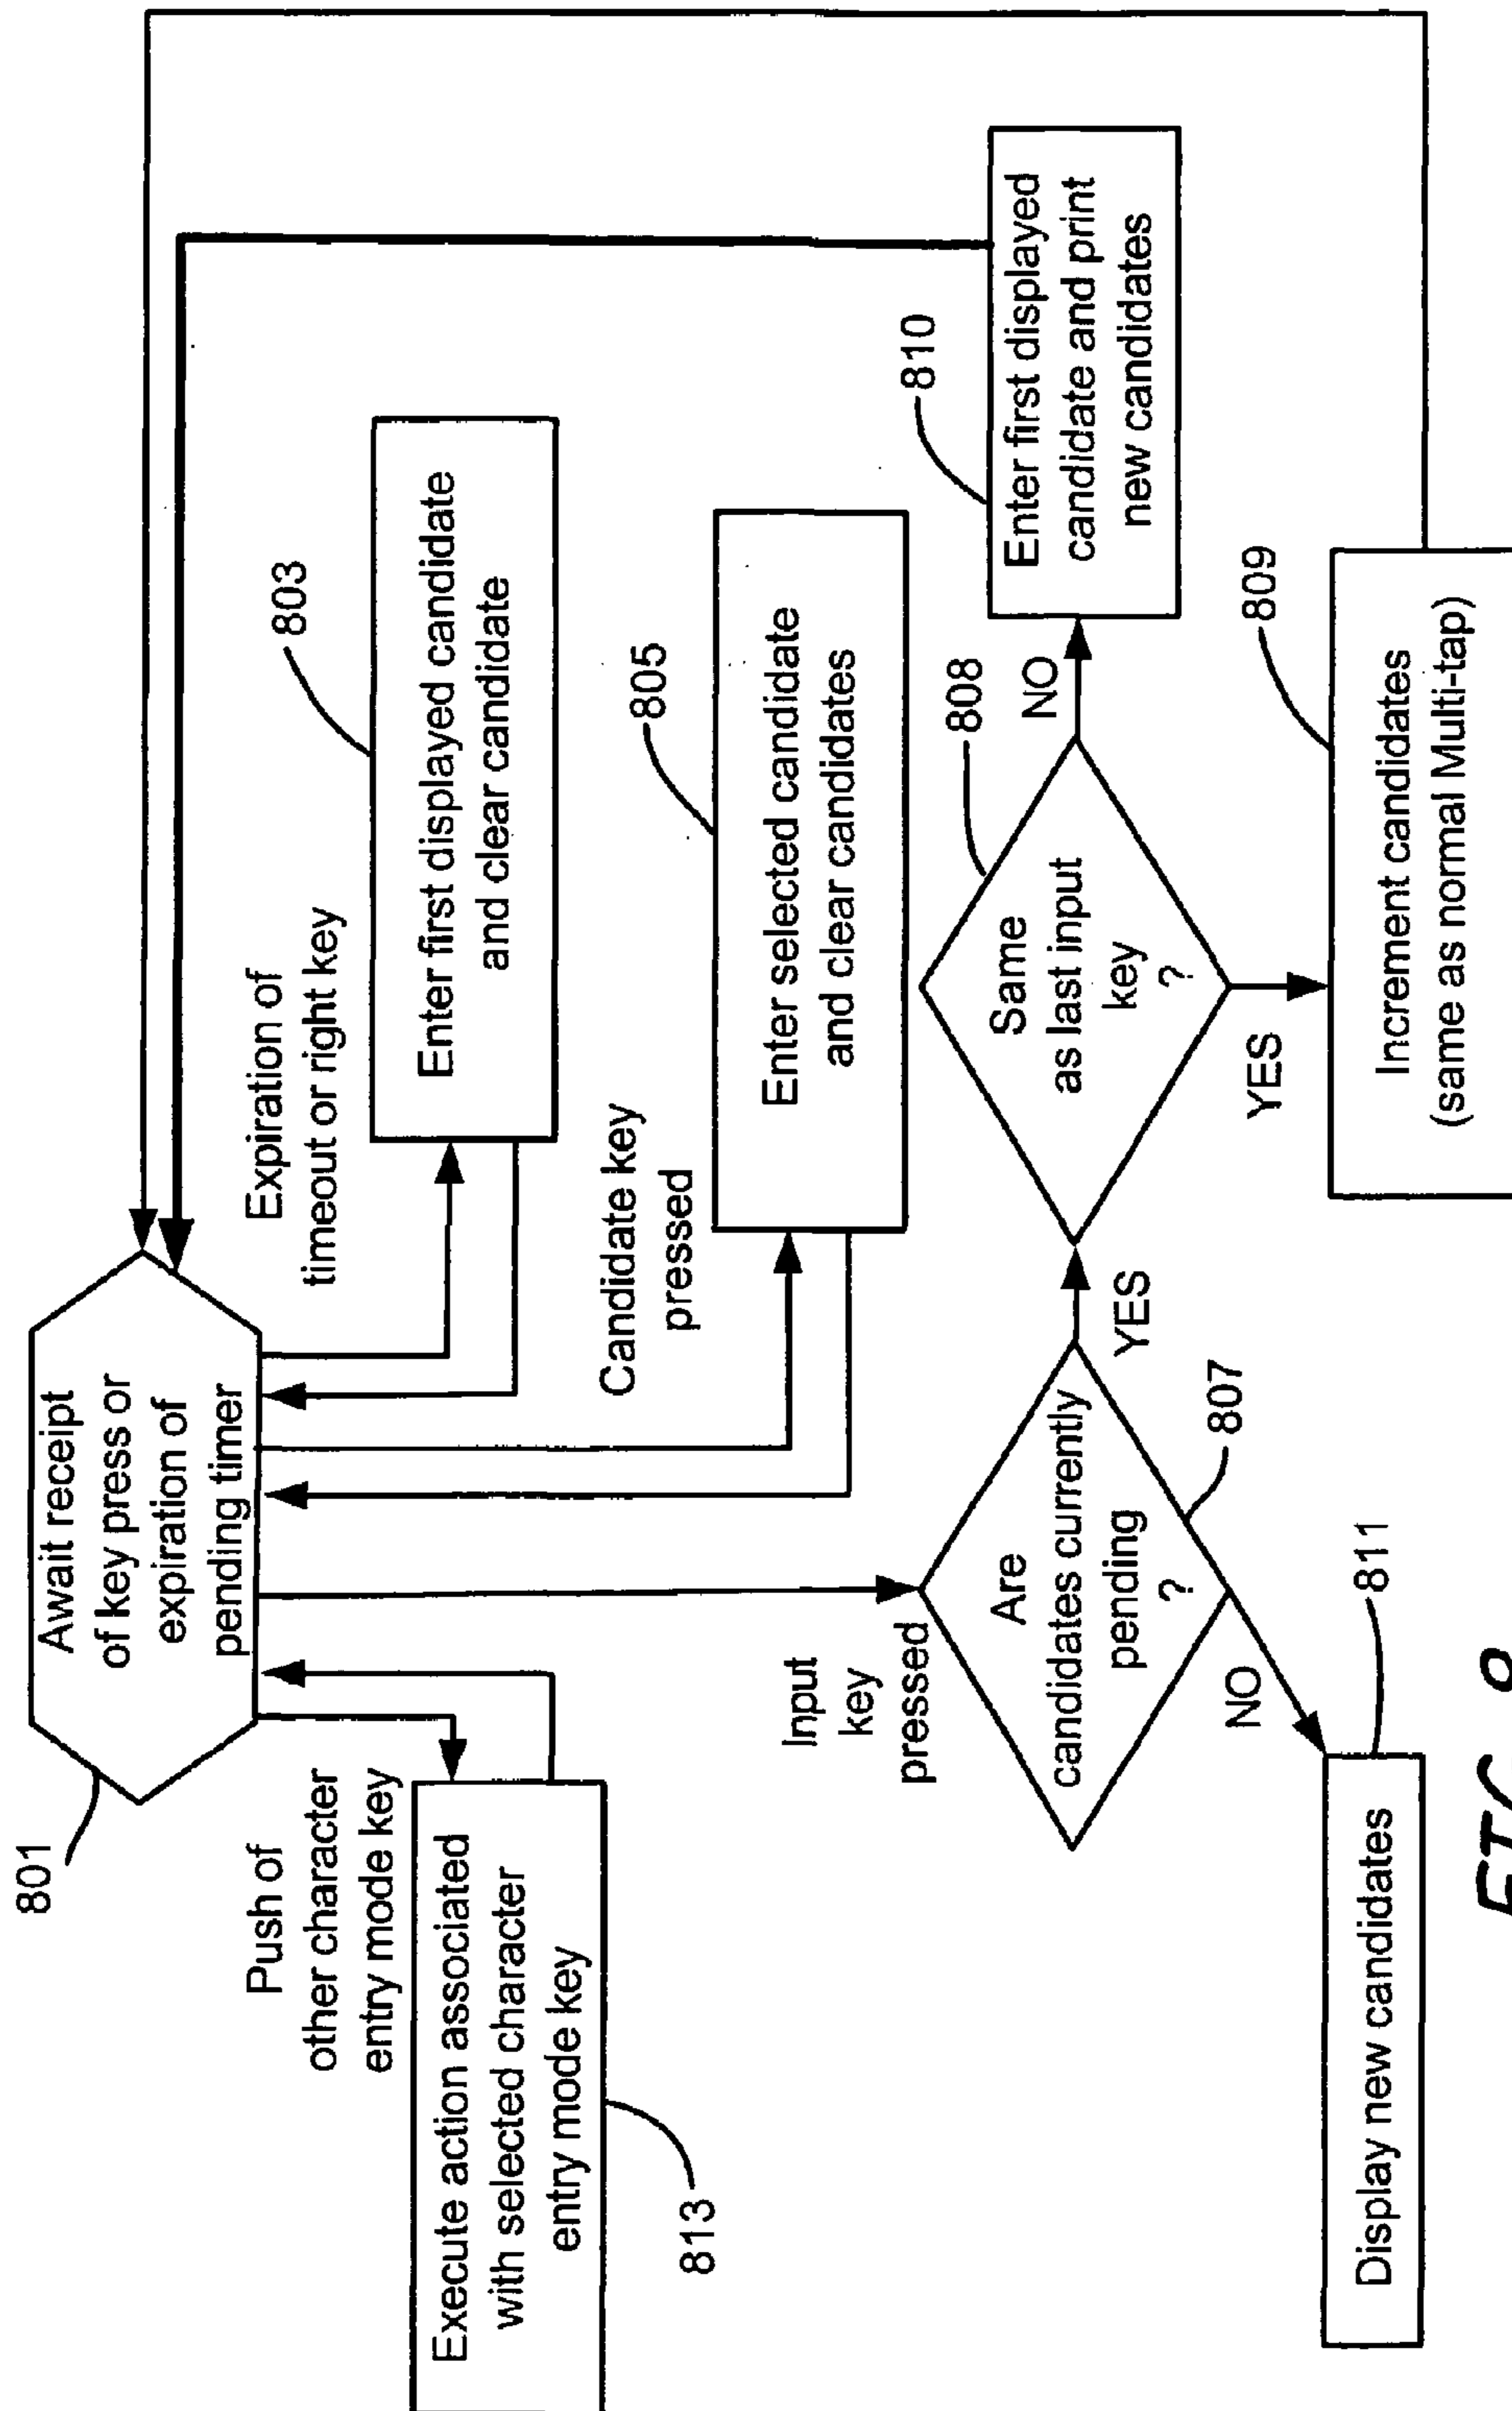 801
Await receipt
of key press or
expiration of
pending timer
Push of
other character
entry mode key
Execute action associated
with selected character
entry mode key
813
Expiration of
timeout or right key
803
Enter first displayed candidate
and clear candidate
Candidate key
pressed
805
Enter selected candidate
and clear candidates
Input
key
pressed
Are
candidates currently
pending
?
807
YES
NO
Same
as last input
key
?
808
NO
YES
810
Enter first displayed
candidate and print
new candidates
809
Increment candidates
(same as normal Multi-tap)
811
Display new candidates
FIG. 8